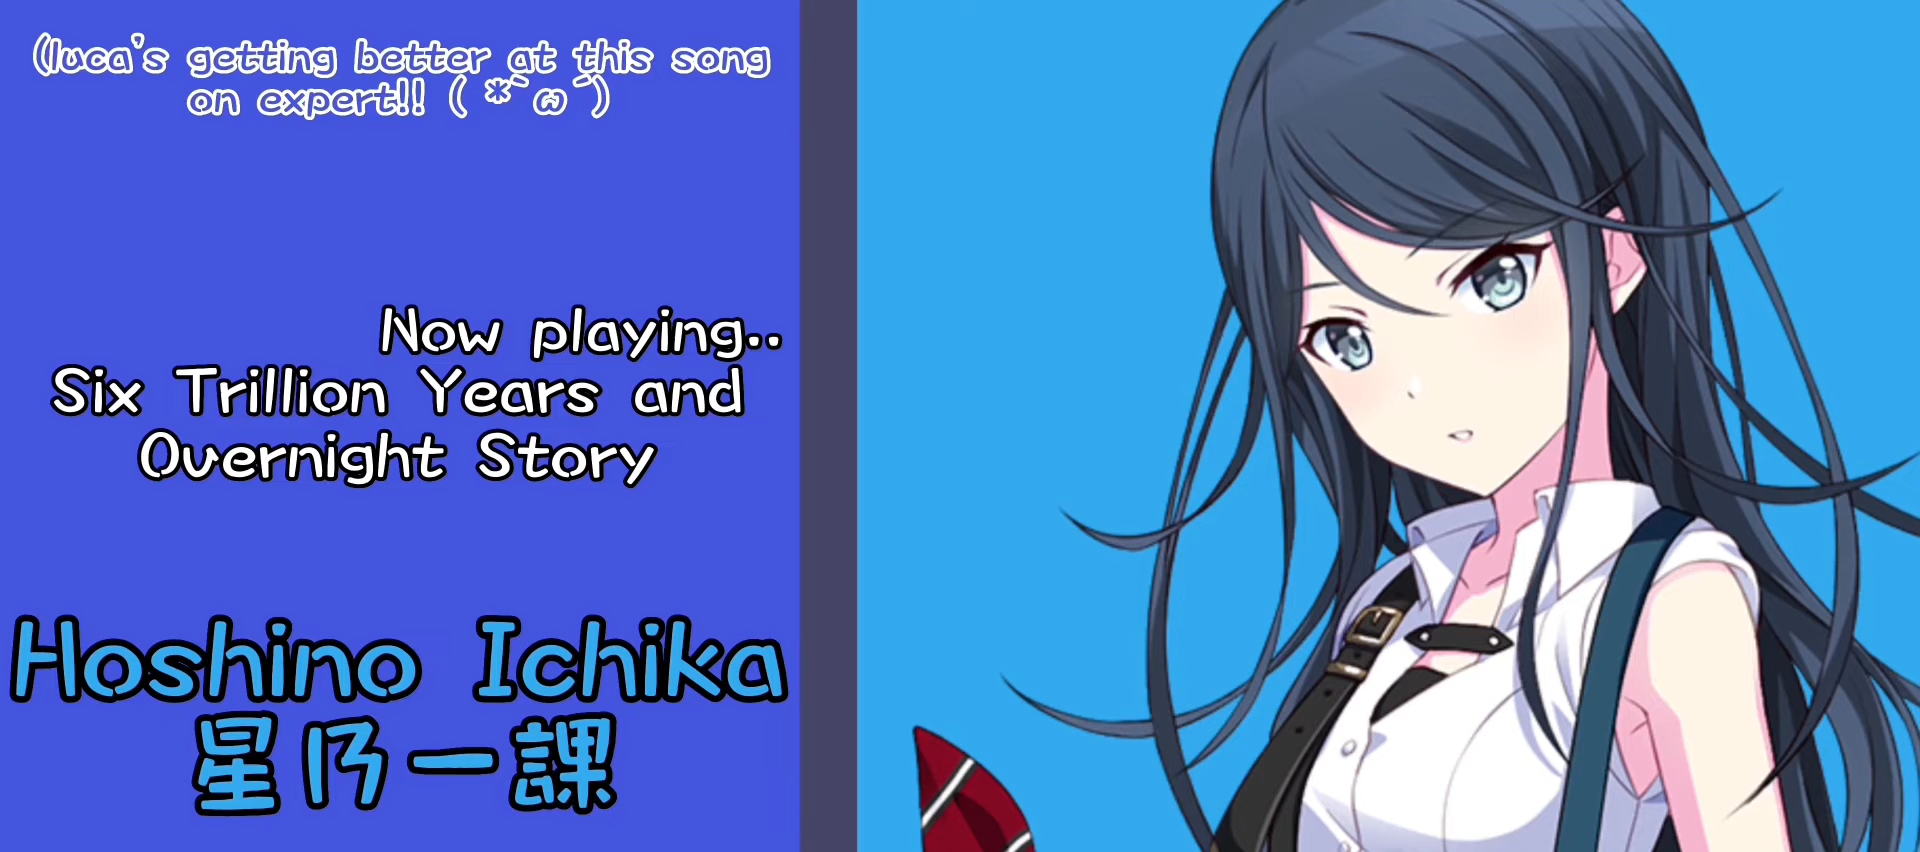 (luca's getting better at this song
on expert!! ( *`ω´)
Now playing..
Six Trillion Years and
Overnight Story
Hoshino Ichika
星乃一課